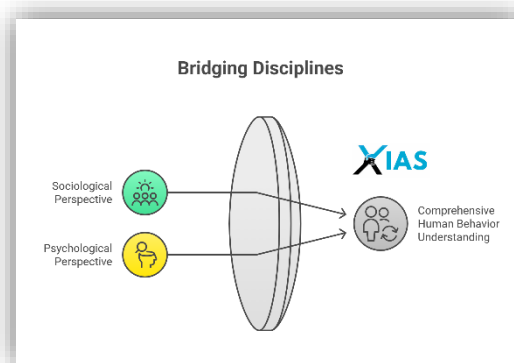 Bridging Disciplines
XIAS
Sociological
Perspective
Psychological
Perspective
Comprehensive
Human Behavior
Understanding